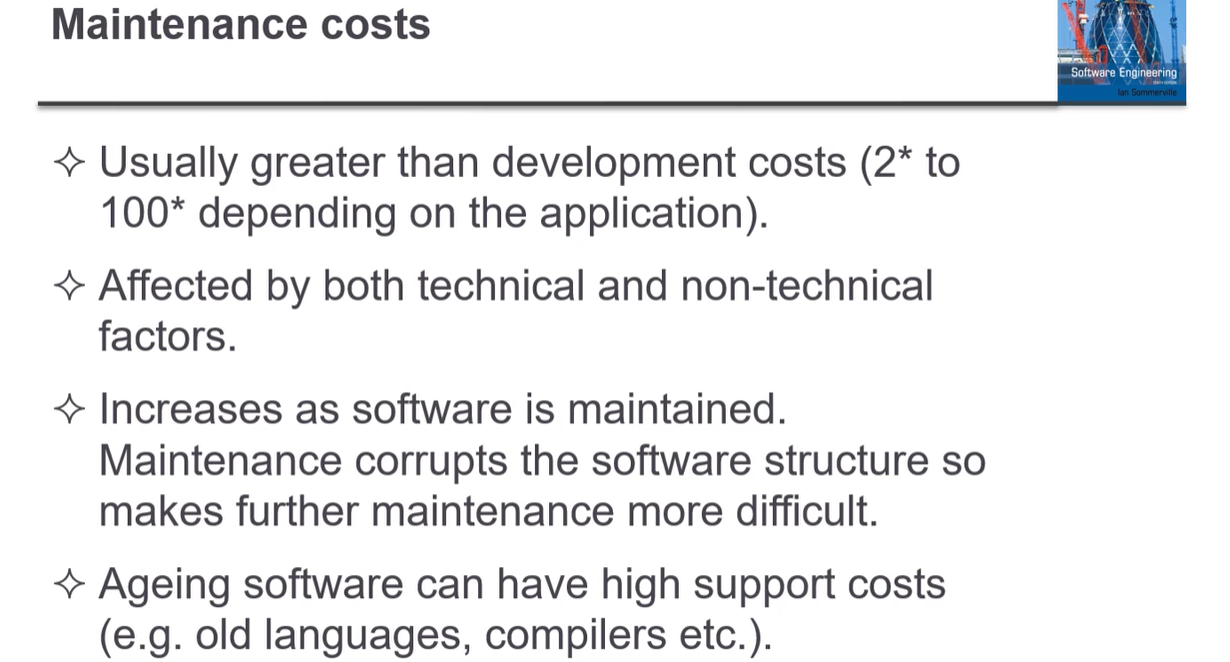 Maintenance costs
Software Engineering
Ian Sommerville
✧ Usually greater than development costs (2* to
100* depending on the application).
✧ Affected by both technical and non-technical
factors.
✧ Increases as software is maintained.
Maintenance corrupts the software structure so
makes further maintenance more difficult.
✧ Ageing software can have high support costs
(e.g. old languages, compilers etc.).